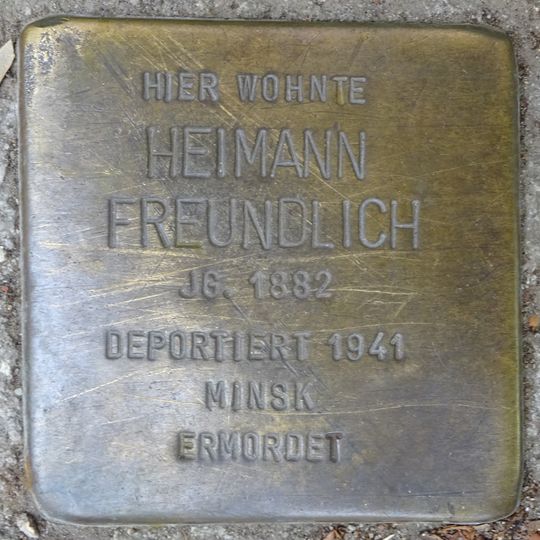 HIER WOHNTE
HEIMANN
FREUNDLICH
JG. 1882
DEPORTIERT 1941
MINSK
ERMORDET